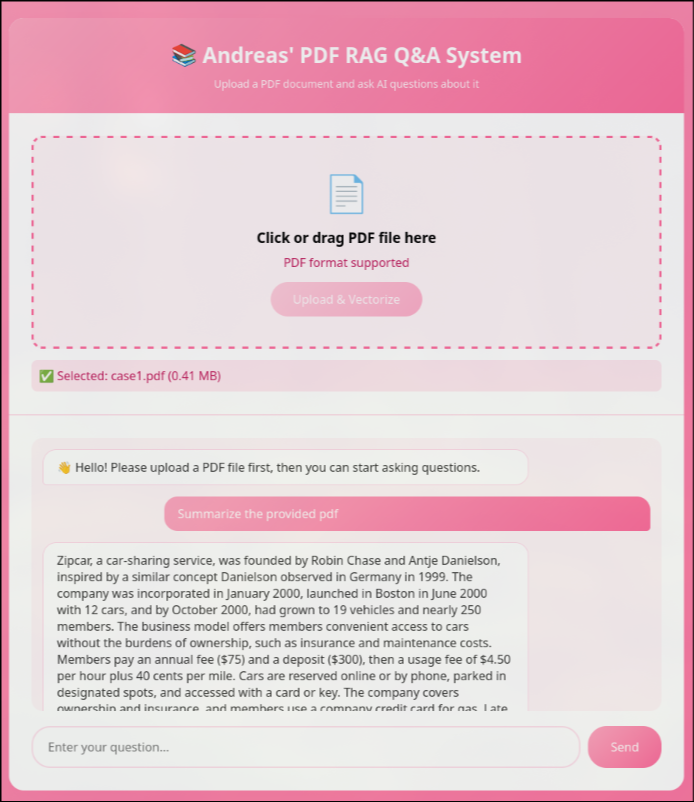 📚 Andreas' PDF RAG Q&A System
Upload a PDF document and ask AI questions about it
Click or drag PDF file here
PDF format supported
Upload & Vectorize
✅ Selected: case1.pdf (0.41 MB)
👋 Hello! Please upload a PDF file first, then you can start asking questions.
Summarize the provided pdf
Zipcar, a car-sharing service, was founded by Robin Chase and Antje Danielson,
inspired by a similar concept Danielson observed in Germany in 1999. The
company was incorporated in January 2000, launched in Boston in June 2000
with 12 cars, and by October 2000, had grown to 19 vehicles and nearly 250
members. The business model offers members convenient access to cars
without the burdens of ownership, such as insurance and maintenance costs.
Members pay an annual fee ($75) and a deposit ($300), then a usage fee of $4.50
per hour plus 40 cents per mile. Cars are reserved online or by phone, parked in
designated spots, and accessed with a card or key. The company covers
ownership and insurance, and members use a company credit card for gas. Late
Enter your question...
Send